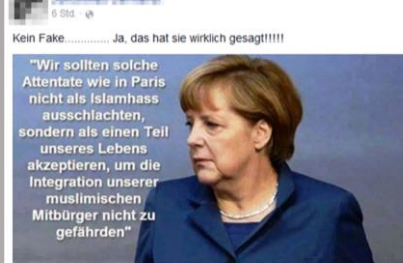 6 Std. ·
Kein Fake.............. Ja, das hat sie wirklich gesagt!!!!!
"Wir sollten solche
Attentate wie in Paris
nicht als Islamhass
ausschlachten,
sondern als einen Teil
unseres Lebens
akzeptieren, um die
Integration unserer
muslimischen
Mitbürger nicht zu
gefährden"